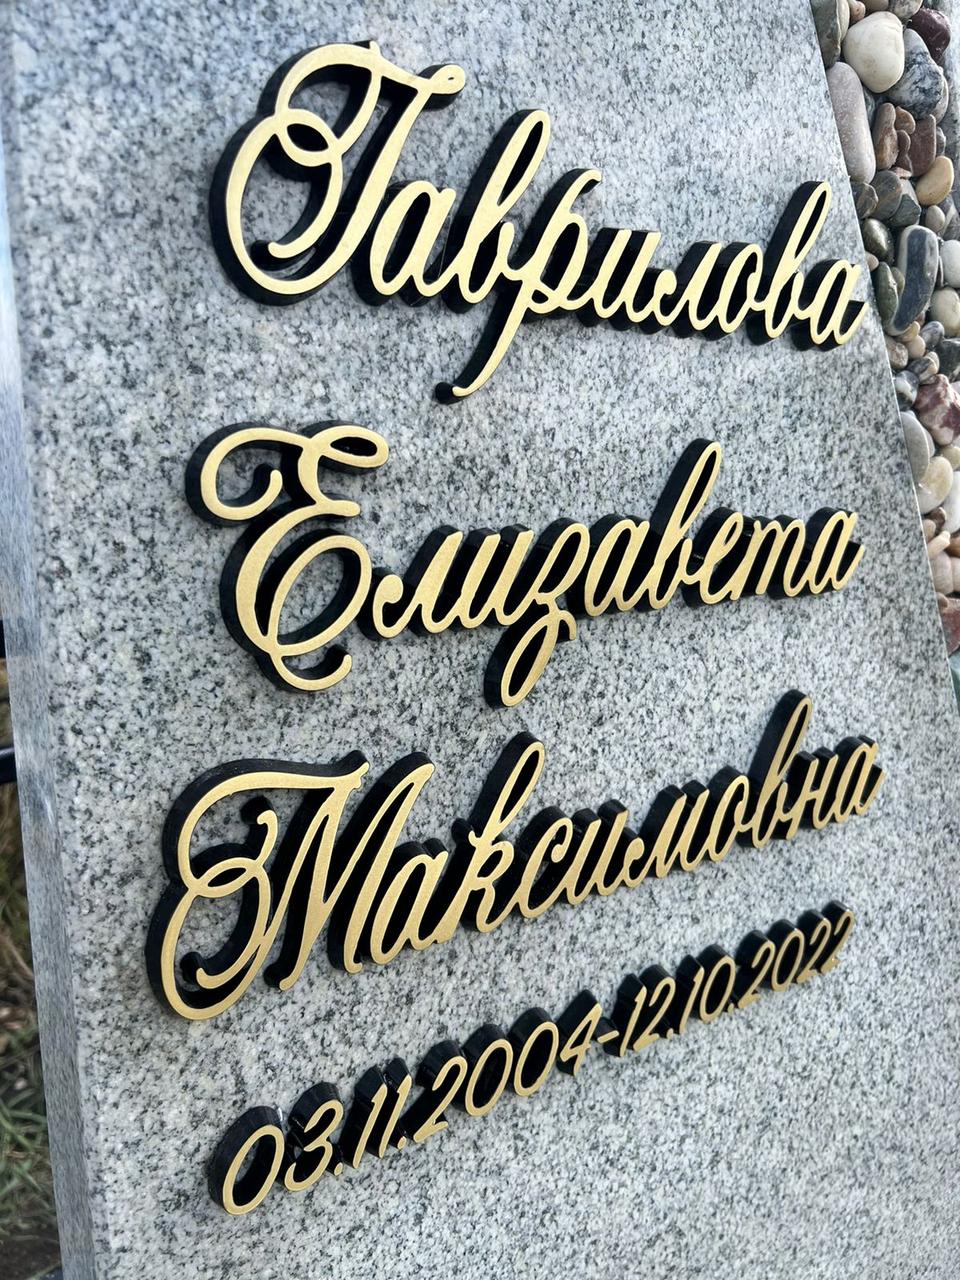 Гаврилова
Елизавета
Максимовна
03.11.2004-12.10.2022